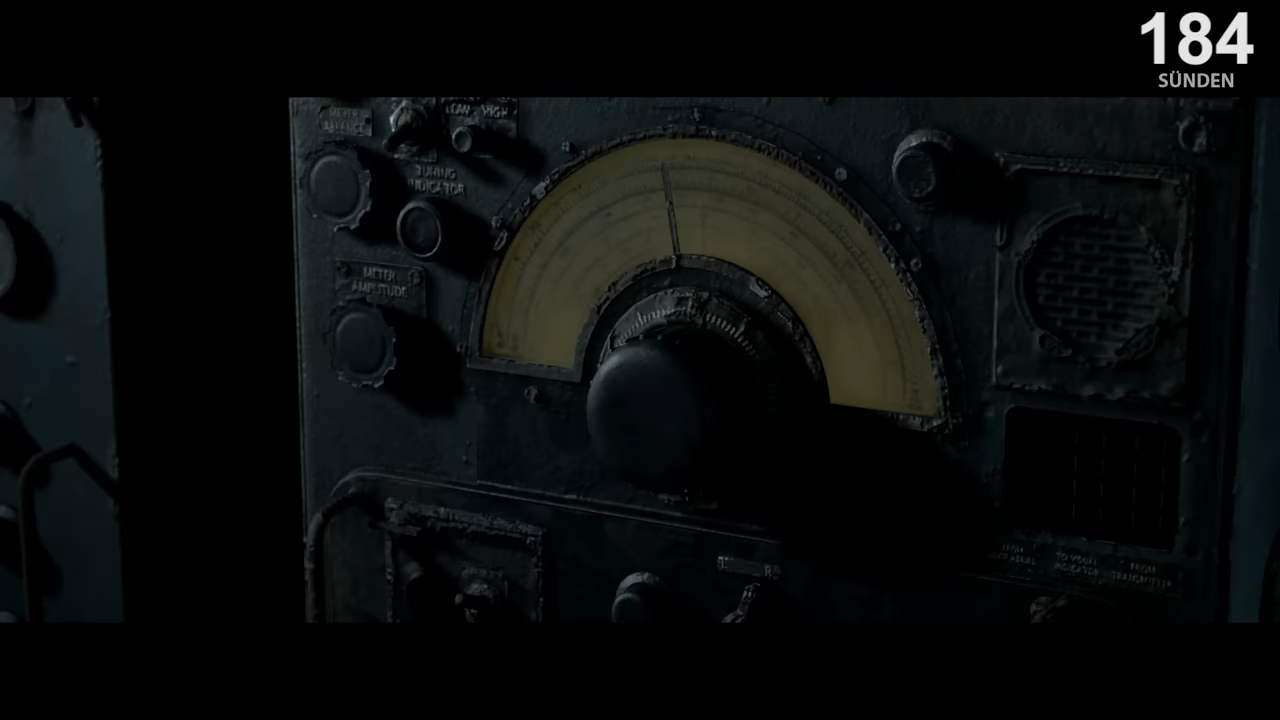 184
SÜNDEN
METER
BALANCE
LOW - HIGH
TUNING
INDICATOR
METER
AMPLITUDE
R
FROM
TO VISUAL
INDICATOR
FROM
TRANSMITTER